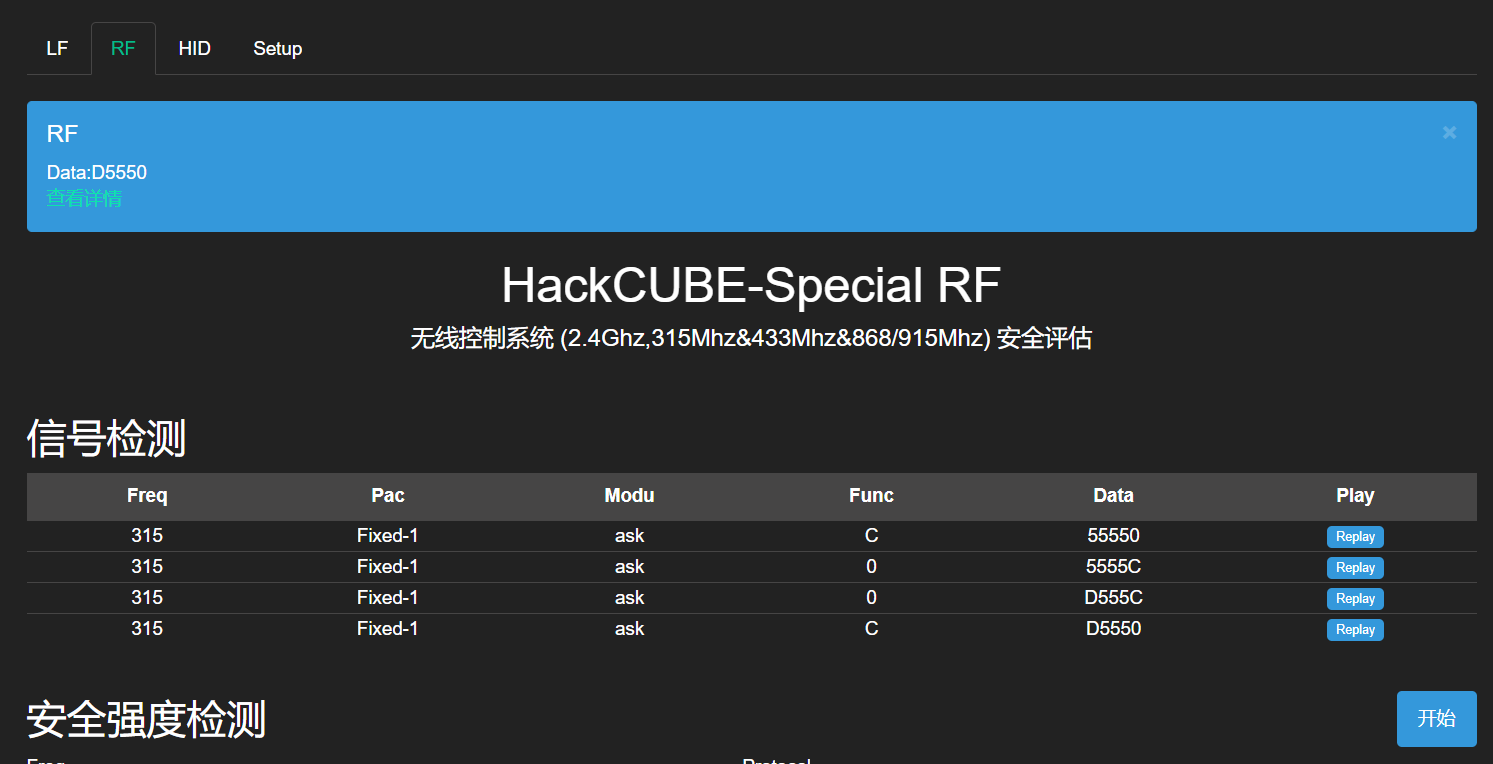 LF RF HID Setup
RF
Data:D5550
查看详情
HackCUBE-Special RF
无线控制系统 (2.4Ghz,315Mhz&433Mhz&868/915Mhz) 安全评估
信号检测
Freq Pac Modu Func Data Play
315 Fixed-1 ask C 55550 Replay
315 Fixed-1 ask 0 5555C Replay
315 Fixed-1 ask 0 D555C Replay
315 Fixed-1 ask C D5550 Replay
安全强度检测 开始
Freq Protocol